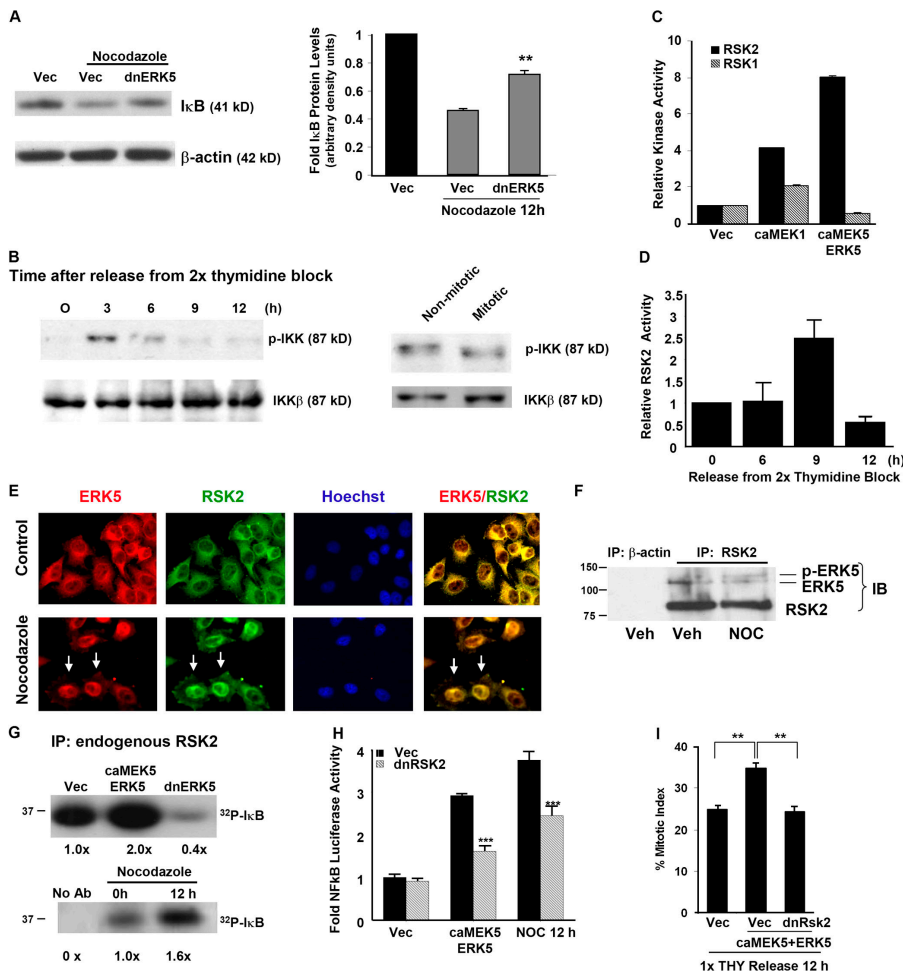 A
Nocodazole
Vec Vec dnERK5
IκB (41 kD)
β-actin (42 kD)
Fold IκB Protein Levels
(arbitrary density units)
1
0.8
0.6
0.4
0.2
0
**
Vec Vec dnERK5
Nocodazole 12h
C
Relative Kinase Activity
10
8
6
4
2
0
RSK2
RSK1
Vec caMEK1 caMEK5
ERK5
B
Time after release from 2x thymidine block
O 3 6 9 12 (h)
p-IKK (87 kD)
IKKβ (87 kD)
Non-mitotic Mitotic
p-IKK (87 kD)
IKKβ (87 kD)
D
Relative RSK2 Activity
3.5
3
2.5
2
1.5
1
0.5
0
0 6 9 12 (h)
Release from 2x Thymidine Block
E
ERK5 RSK2 Hoechst ERK5/RSK2
Control
Nocodazole
F
IP: β-actin IP: RSK2
150
100
75
p-ERK5
ERK5
RSK2
} IB
Veh Veh NOC
G
IP: endogenous RSK2
Vec caMEK5
ERK5 dnERK5
37
32P-IκB
1.0x 2.0x 0.4x
Nocodazole
No Ab 0h 12 h
37
32P-IκB
0 x 1.0x 1.6x
H
Fold NFkB Luciferase Activity
4
3
2
1
0
Vec
dnRSK2
***
***
Vec caMEK5
ERK5 NOC 12 h
I
% Mitotic Index
40
30
20
10
0
** **
Vec Vec dnRsk2
caMEK5+ERK5
1x THY Release 12 h